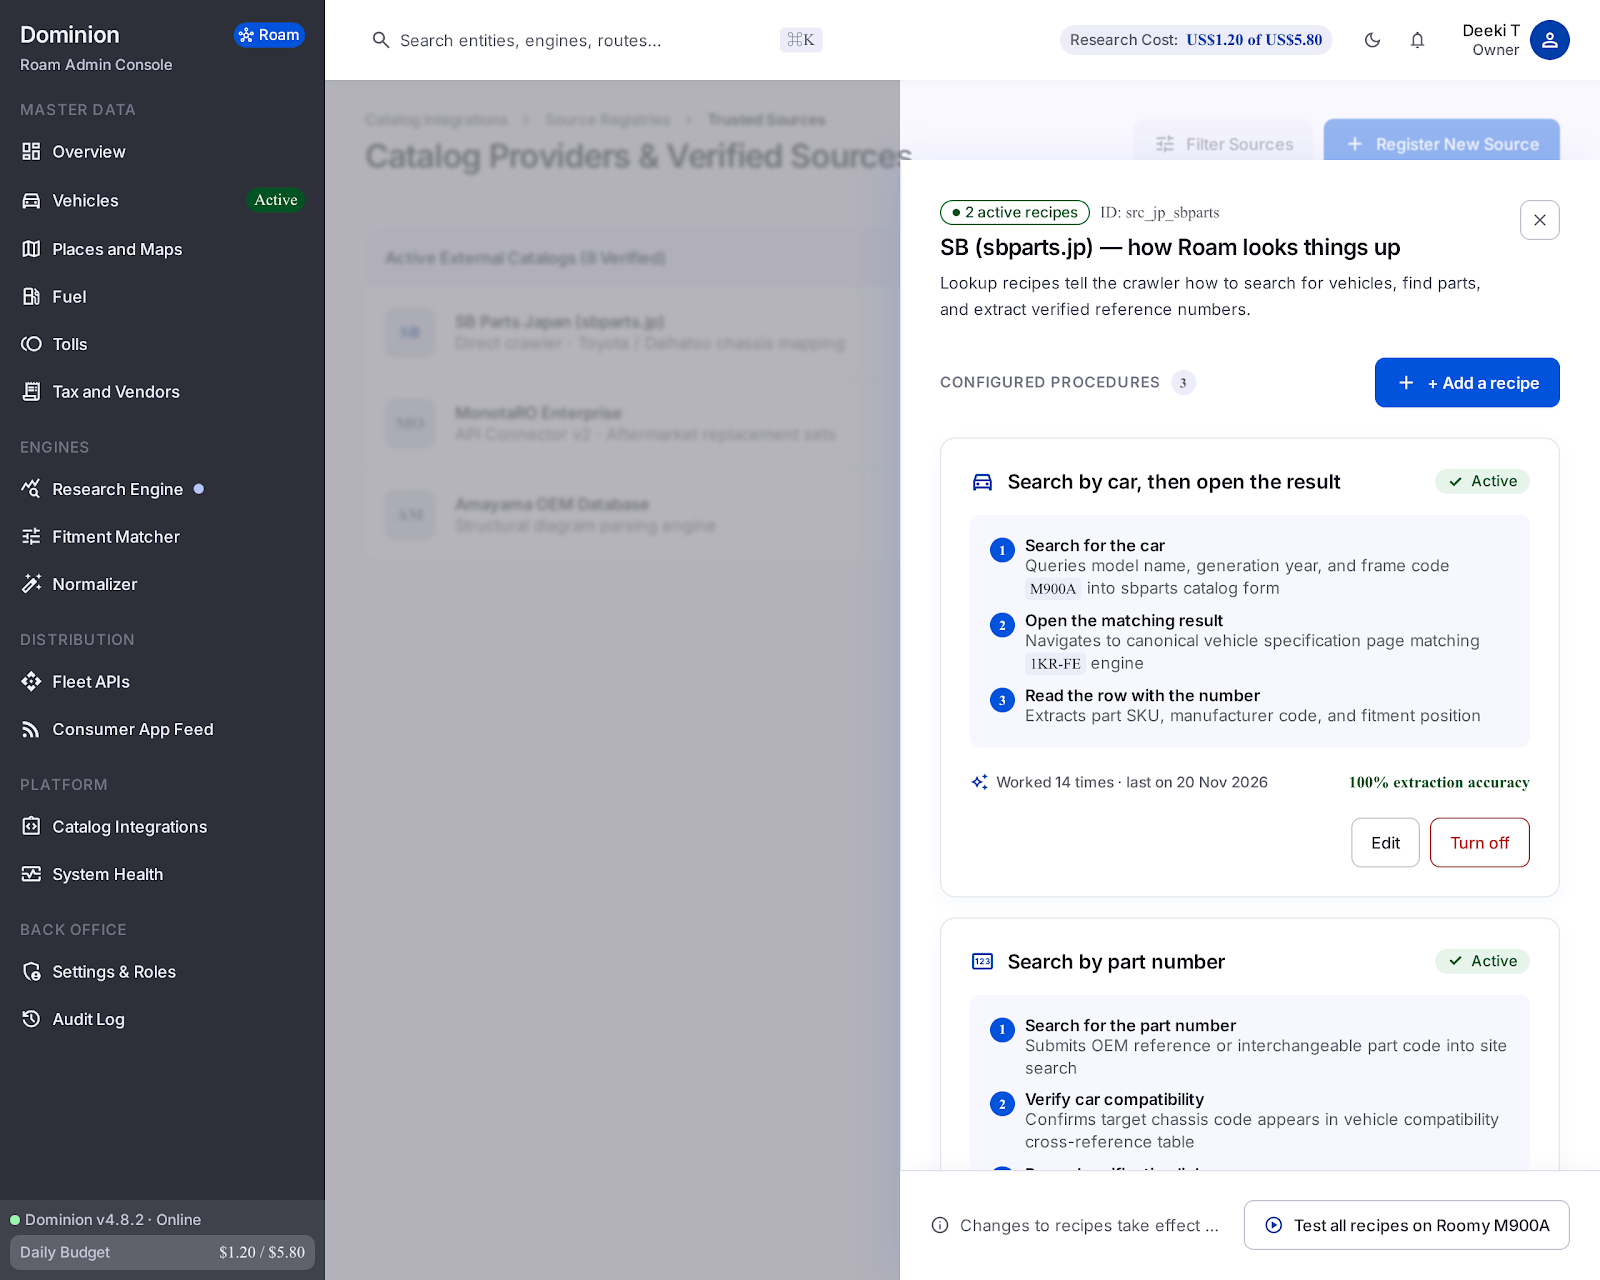 Dominion
Roam
Roam Admin Console
MASTER DATA
Overview
Vehicles
Active
Places and Maps
Fuel
Tolls
Tax and Vendors
ENGINES
Research Engine
Fitment Matcher
Normalizer
DISTRIBUTION
Fleet APIs
Consumer App Feed
PLATFORM
Catalog Integrations
System Health
BACK OFFICE
Settings & Roles
Audit Log
Dominion v4.8.2 · Online
Daily Budget
$1.20 / $5.80
Search entities, engines, routes...
⌘K
Research Cost: US$1.20 of US$5.80
Deeki T
Owner
Catalog Integrations › Source Registries › Trusted Sources
Catalog Providers & Verified Sources
Filter Sources
Register New Source
Active External Catalogs (8 Verified)
SB
SB Parts Japan (sbparts.jp)
Direct crawler · Toyota / Daihatsu chassis mapping
MO
MonotaRO Enterprise
API Connector v2 · Aftermarket replacement sets
AM
Amayama OEM Database
Structural diagram parsing engine
2 active recipes
ID: src_jp_sbparts
SB (sbparts.jp) — how Roam looks things up
Lookup recipes tell the crawler how to search for vehicles, find parts,
and extract verified reference numbers.
CONFIGURED PROCEDURES 3
+ Add a recipe
Search by car, then open the result
Active
1
Search for the car
Queries model name, generation year, and frame code
M900A into sbparts catalog form
2
Open the matching result
Navigates to canonical vehicle specification page matching
1KR-FE engine
3
Read the row with the number
Extracts part SKU, manufacturer code, and fitment position
Worked 14 times · last on 20 Nov 2026
100% extraction accuracy
Edit
Turn off
123
Search by part number
Active
1
Search for the part number
Submits OEM reference or interchangeable part code into site
search
2
Verify car compatibility
Confirms target chassis code appears in vehicle compatibility
cross-reference table
Changes to recipes take effect ...
Test all recipes on Roomy M900A